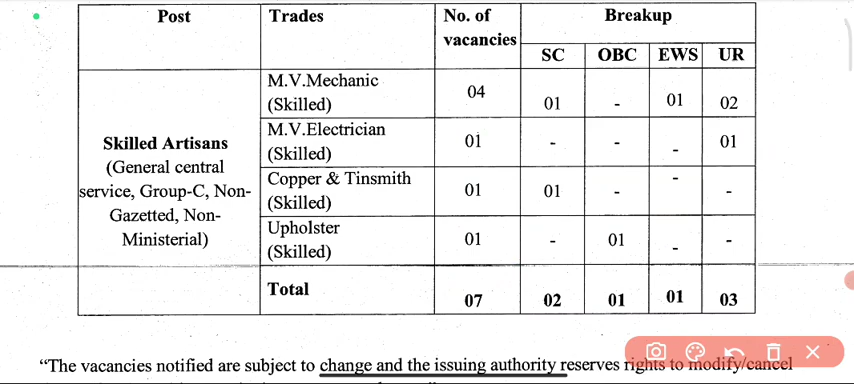 Post Trades No. of vacancies Breakup
SC OBC EWS UR
Skilled Artisans
(General central
service, Group-C, Non-
Gazetted, Non-
Ministerial)
M.V.Mechanic
(Skilled) 04 01 - 01 02
M.V.Electrician
(Skilled) 01 - - - 01
Copper & Tinsmith
(Skilled) 01 01 - - -
Upholster
(Skilled) 01 - 01 - -
Total 07 02 01 01 03
“The vacancies notified are subject to change and the issuing authority reserves rights to modify/cancel